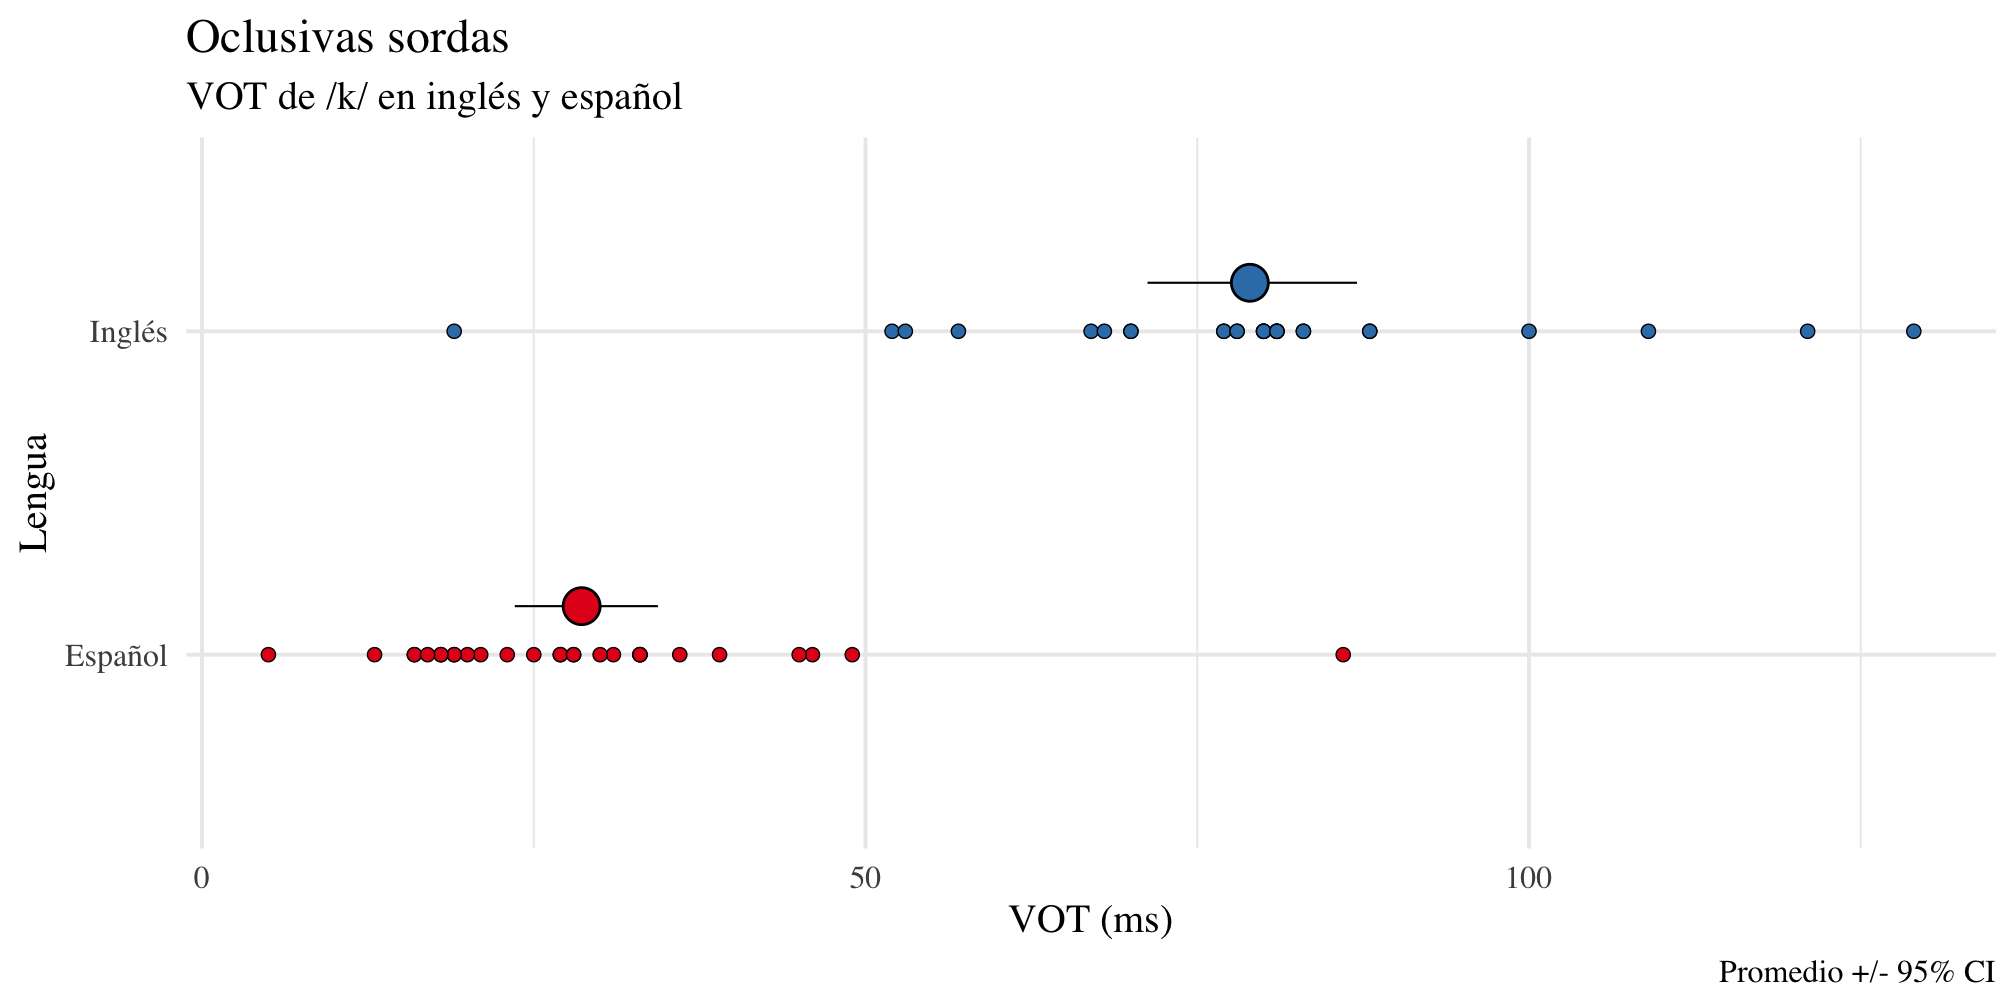 Oclusivas sordas
VOT de /k/ en inglés y español
Inglés
Lengua
Español
0 50 100
VOT (ms)
Promedio +/- 95% CI